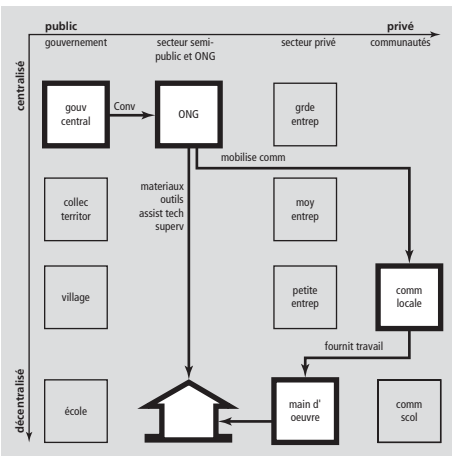 public
privé
gouvernement
secteur semi-
public et ONG
secteur privé
communautés
centralisé
gouv
central
Conv
ONG
grde
entrep
mobilise comm
materiaux
outils
assist tech
superv
collec
territor
moy
entrep
village
petite
entrep
comm
locale
fournit travail
décentralisé
école
main d'
oeuvre
comm
scol